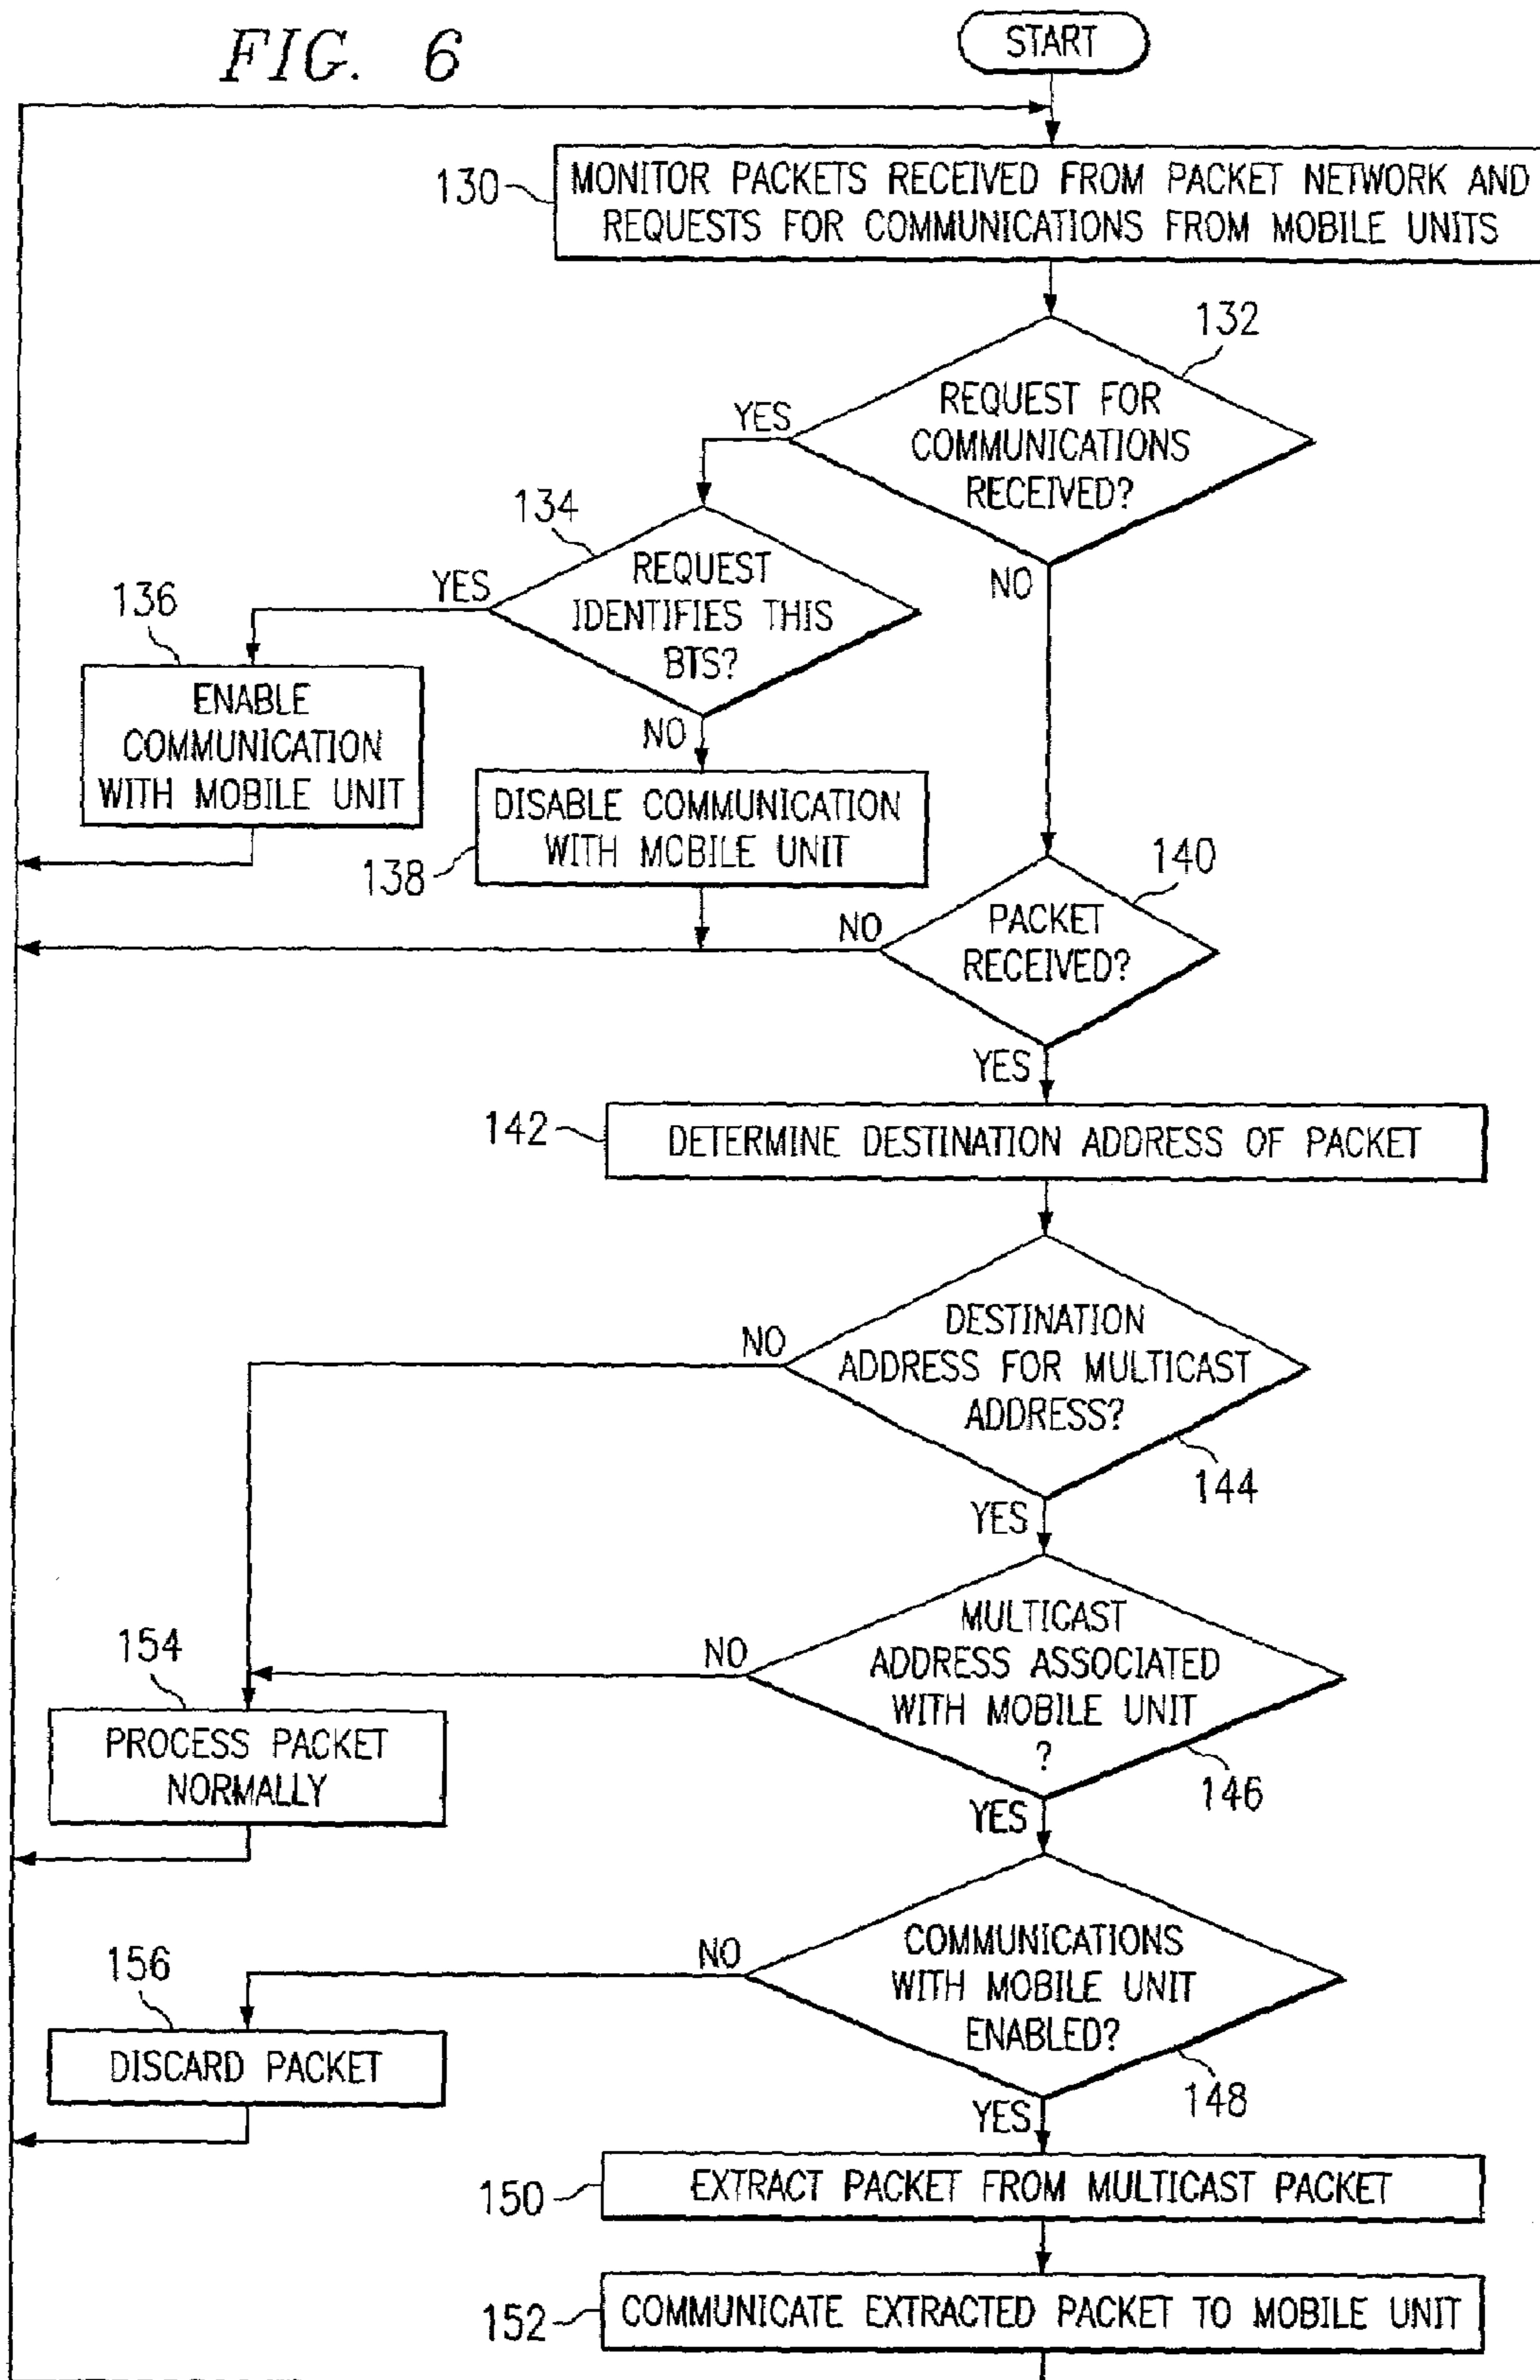 FIG. 6
START
130
MONITOR PACKETS RECEIVED FROM PACKET NETWORK AND
REQUESTS FOR COMMUNICATIONS FROM MOBILE UNITS
132
REQUEST FOR
COMMUNICATIONS
RECEIVED?
YES
NO
134
REQUEST
IDENTIFIES THIS
BTS?
YES
NO
136
ENABLE
COMMUNICATION
WITH MOBILE UNIT
DISABLE COMMUNICATION
WITH MOBILE UNIT
138
140
PACKET
RECEIVED?
NO
YES
142
DETERMINE DESTINATION ADDRESS OF PACKET
DESTINATION
ADDRESS FOR MULTICAST
ADDRESS?
NO
144
YES
MULTICAST
ADDRESS ASSOCIATED
WITH MOBILE UNIT
?
NO
146
YES
154
PROCESS PACKET
NORMALLY
COMMUNICATIONS
WITH MOBILE UNIT
ENABLED?
NO
148
YES
156
DISCARD PACKET
150
EXTRACT PACKET FROM MULTICAST PACKET
152
COMMUNICATE EXTRACTED PACKET TO MOBILE UNIT